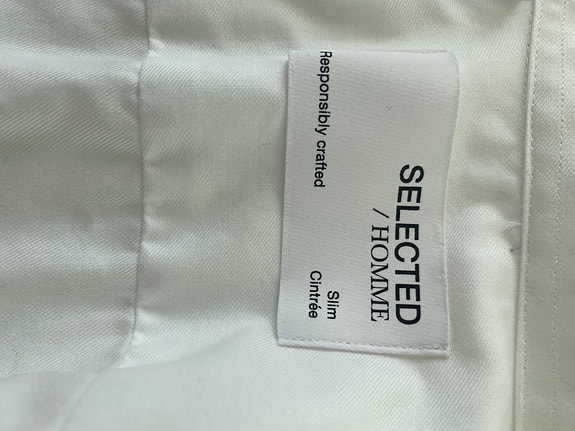 SELECTED
/ HOMME
Responsibly crafted
Slim
Cintrée